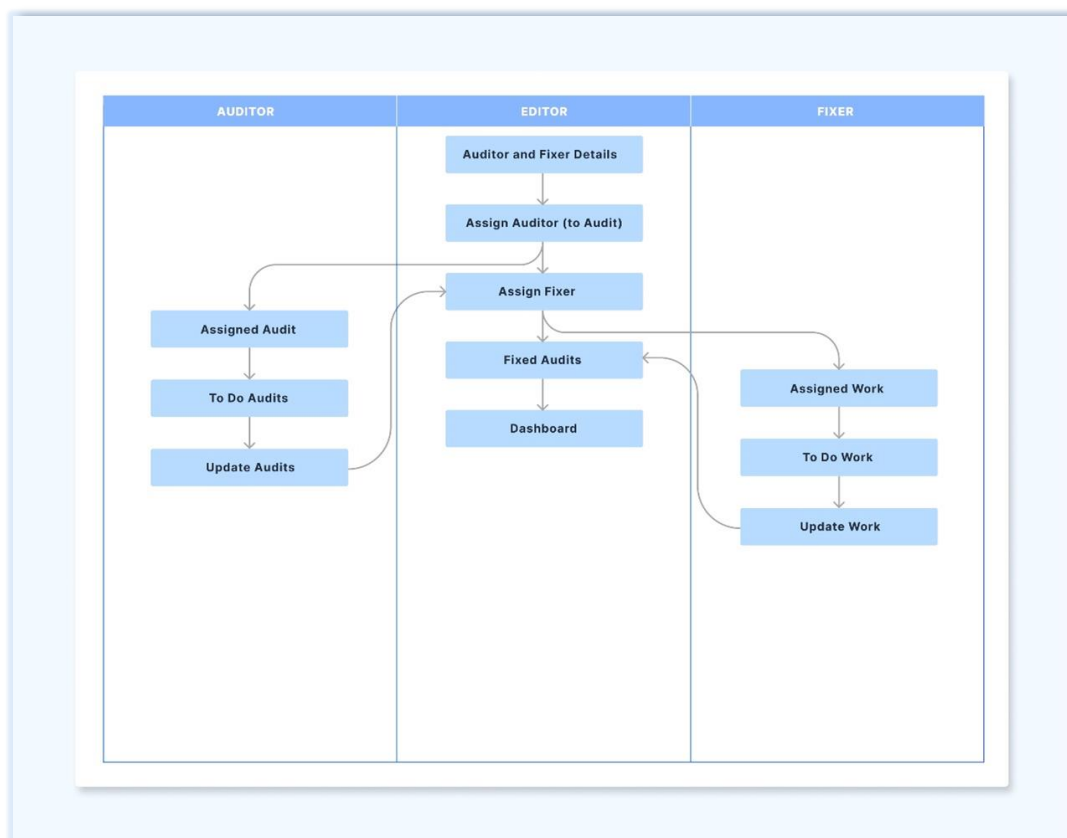 AUDITOR
EDITOR
FIXER
Auditor and Fixer Details
Assign Auditor (to Audit)
Assign Fixer
Assigned Audit
Fixed Audits
Assigned Work
To Do Audits
Dashboard
To Do Work
Update Audits
Update Work